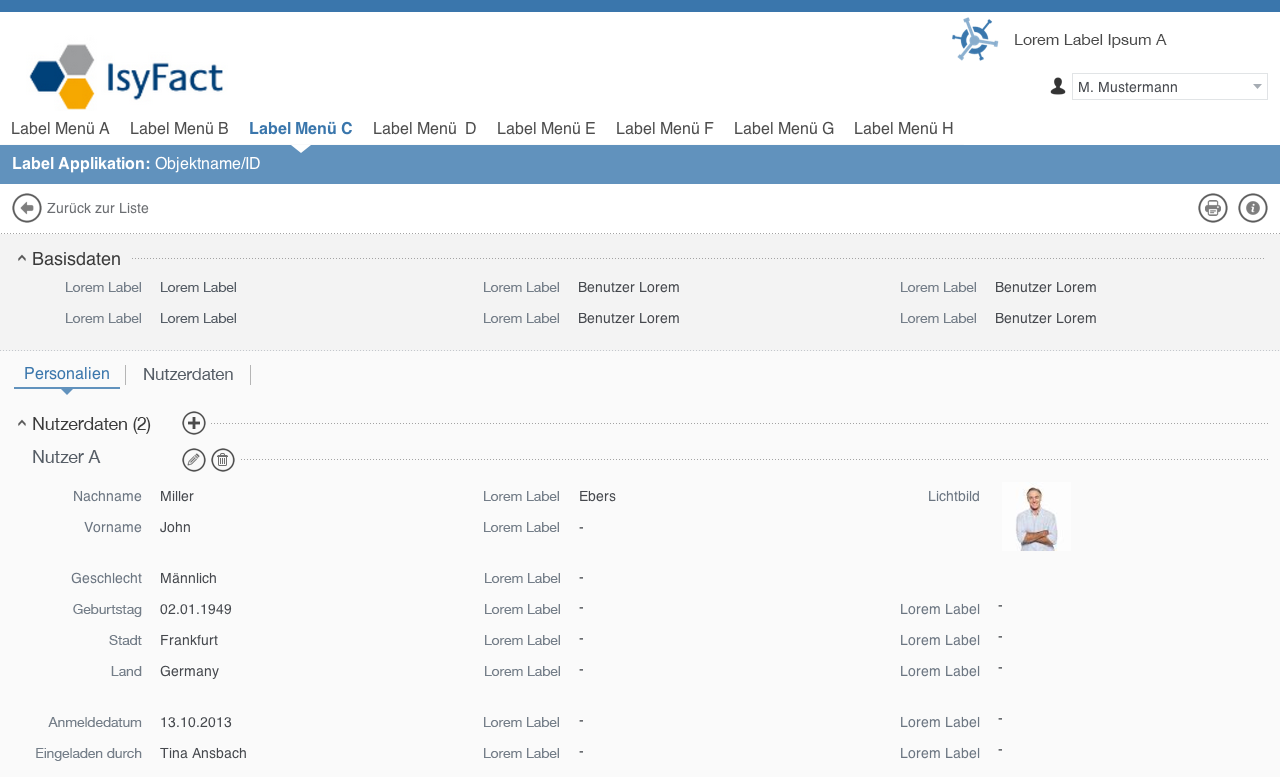 Lorem Label Ipsum A
IsyFact
M. Mustermann
Label Menü A Label Menü B Label Menü C Label Menü D Label Menü E Label Menü F Label Menü G Label Menü H
Label Applikation: Objektname/ID
Zurück zur Liste
Basisdaten
Lorem Label Lorem Label Lorem Label Benutzer Lorem Lorem Label Benutzer Lorem
Lorem Label Lorem Label Lorem Label Benutzer Lorem Lorem Label Benutzer Lorem
Personalien Nutzerdaten
Nutzerdaten (2)
Nutzer A
Nachname Miller Lorem Label Ebers Lichtbild
Vorname John Lorem Label -
Geschlecht Männlich Lorem Label -
Geburtstag 02.01.1949 Lorem Label - Lorem Label -
Stadt Frankfurt Lorem Label - Lorem Label -
Land Germany Lorem Label - Lorem Label -
Anmeldedatum 13.10.2013 Lorem Label - Lorem Label -
Eingeladen durch Tina Ansbach Lorem Label - Lorem Label -